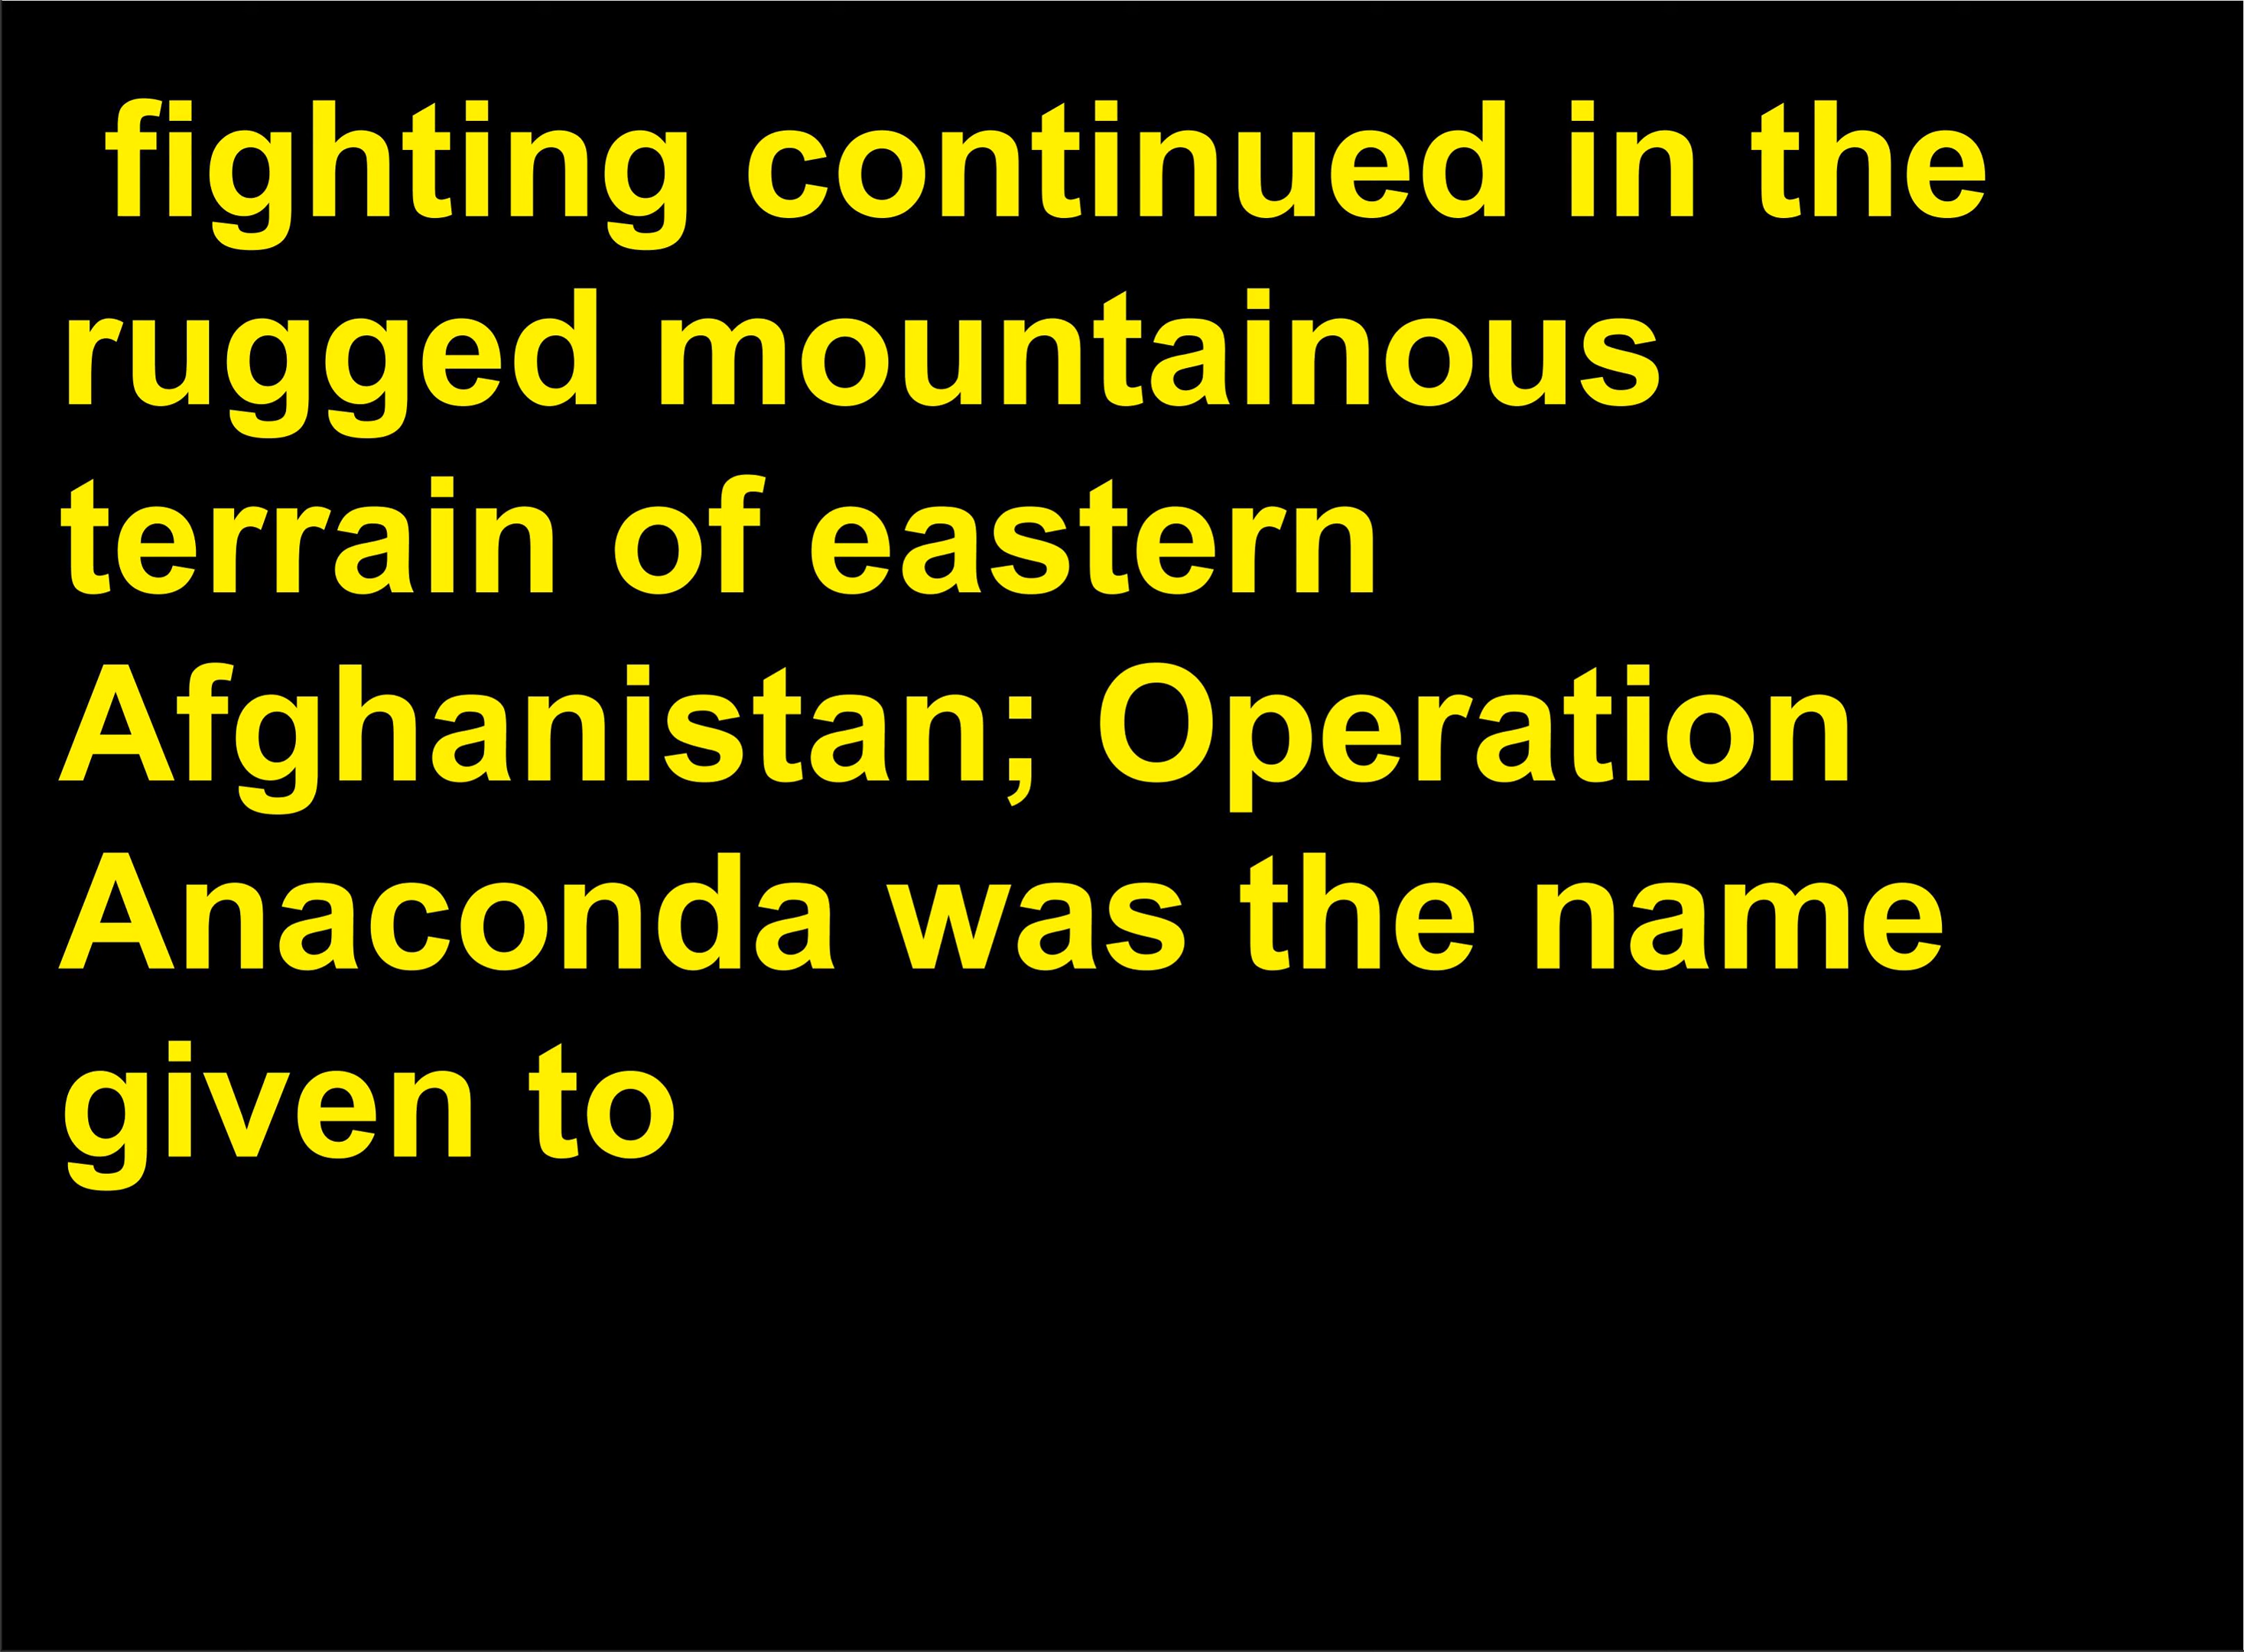 fighting continued in the
rugged mountainous
terrain of eastern
Afghanistan; Operation
Anaconda was the name
given to